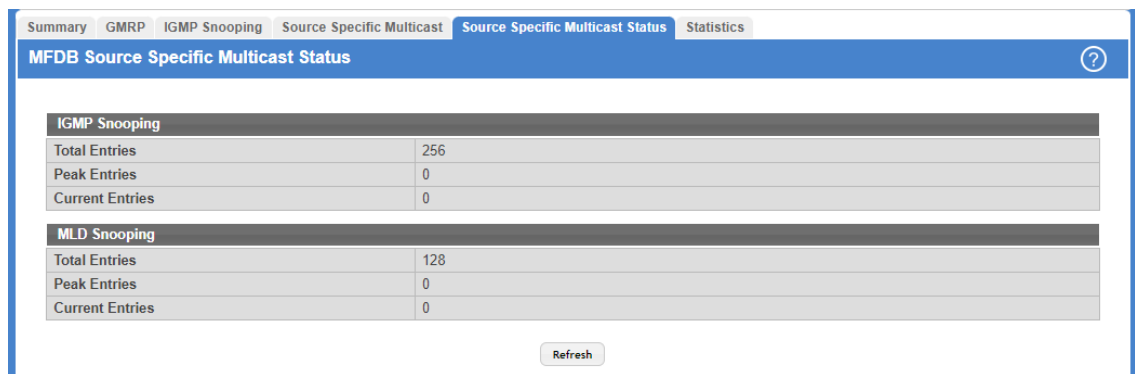 Summary GMRP IGMP Snooping Source Specific Multicast Source Specific Multicast Status Statistics
MFDB Source Specific Multicast Status ?
IGMP Snooping
Total Entries 256
Peak Entries 0
Current Entries 0
MLD Snooping
Total Entries 128
Peak Entries 0
Current Entries 0
Refresh